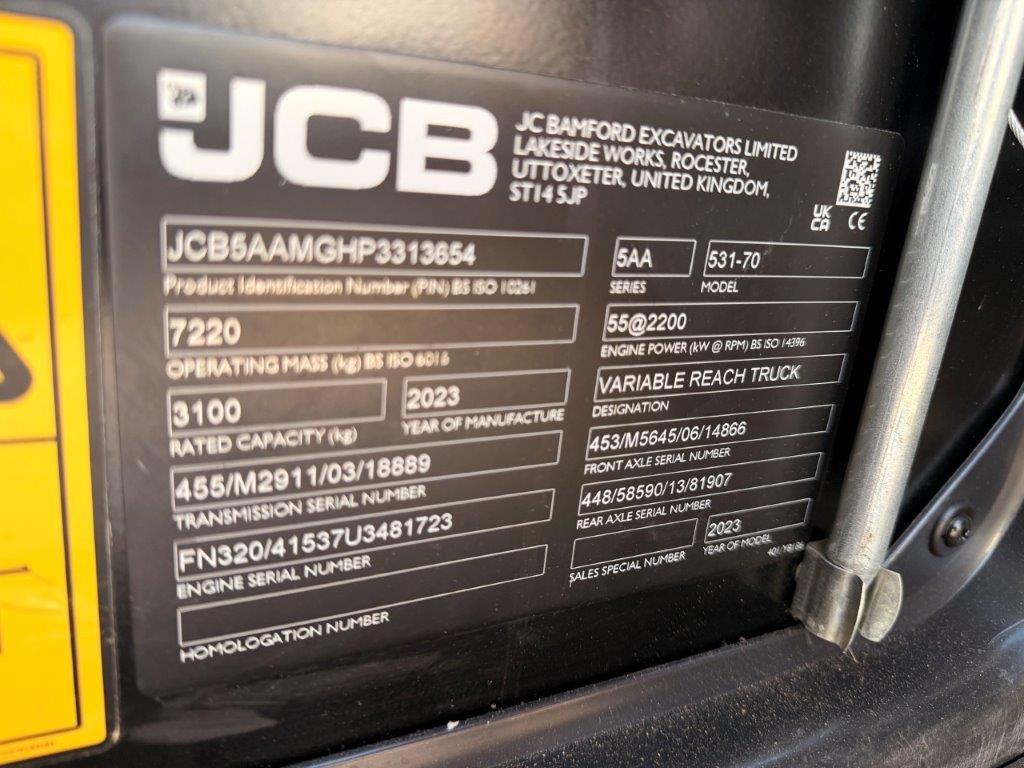 JCB
JC BAMFORD EXCAVATORS LIMITED
LAKESIDE WORKS, ROCESTER,
UTTOXETER, UNITED KINGDOM,
ST14 5JP
UK
CA CE
JCB5AAMGHP3313654
Product Identification Number (PIN) BS ISO 10261
5AA
SERIES
531-70
MODEL
7220
OPERATING MASS (kg) BS ISO 6016
55@2200
ENGINE POWER (kW @ RPM) BS ISO 14396
3100
RATED CAPACITY (kg)
2023
YEAR OF MANUFACTURE
VARIABLE REACH TRUCK
DESIGNATION
455/M2911/03/18889
TRANSMISSION SERIAL NUMBER
453/M5645/06/14866
FRONT AXLE SERIAL NUMBER
FN320/41537U3481723
ENGINE SERIAL NUMBER
448/58590/13/81907
REAR AXLE SERIAL NUMBER
HOMOLOGATION NUMBER
SALES SPECIAL NUMBER
2023
YEAR OF MODEL